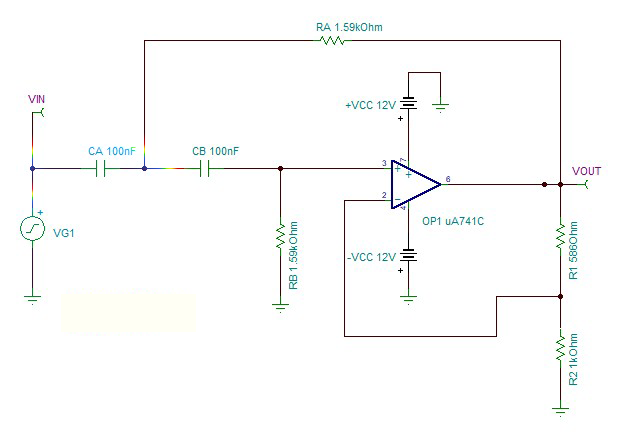 RA 1.59kOhm
VIN
+VCC 12V
+
CA 100nF
CB 100nF
3
+
7
+
6
VOUT
2
-
4
OP1 uA741C
+
VG1
RB 1.59kOhm
-VCC 12V
+
R1 586Ohm
R2 1kOhm